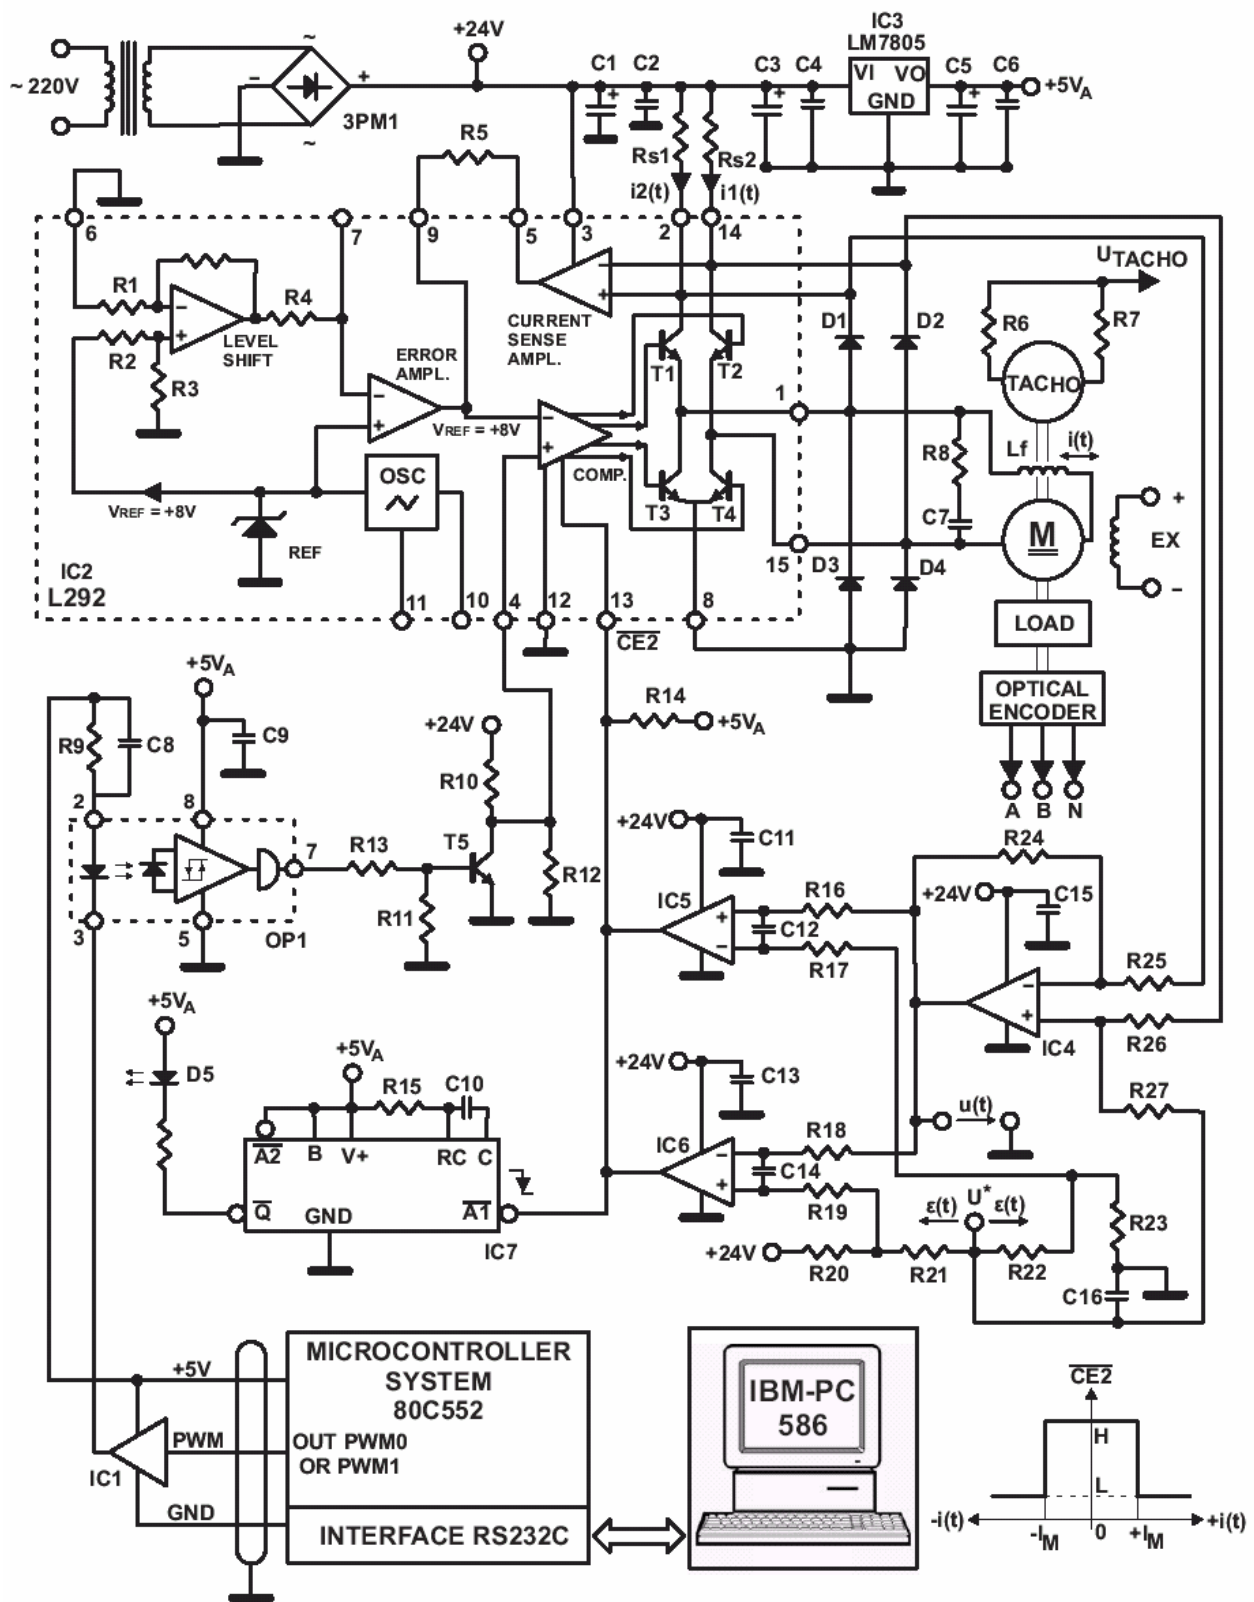 IC3
LM7805
+24V
~
~ 220V
−
+
3PM1
~
C1
+
C2
C3
+
C4
VI VO
GND
C5
+
C6
+5VA
R5
Rs1
Rs2
i2(t)
i1(t)
6
7
9
5
3
2
14
R1
R2
R3
−
+
LEVEL
SHIFT
R4
ERROR
AMPL.
−
+
CURRENT
SENSE
AMPL.
−
+
T1
T2
D1
D2
UTACHO
R6
R7
TACHO
VREF = +8V
−
+
COMP.
T3
T4
1
15
R8
C7
Lf
i(t)
M
+
EX
−
VREF = +8V
REF
OSC
IC2
L292
11
10
4
12
13
8
CE2
D3
D4
LOAD
OPTICAL
ENCODER
A
B
N
+5VA
R9
C8
C9
+24V
R10
R14
+5VA
2
8
7
R13
T5
R12
R11
3
5
OP1
+24V
C11
IC5
+
−
R16
C12
R17
R24
+24V
C15
−
+
R25
R26
IC4
R27
+5VA
D5
+5VA
R15
C10
A2
B
V+
RC
C
Q
GND
A1
IC7
+24V
C13
IC6
−
+
R18
C14
R19
u(t)
ε(t)
U*
ε(t)
R23
+24V
R20
R21
R22
C16
+5V
MICROCONTROLLER
SYSTEM
80C552
PWM
OUT PWM0
OR PWM1
IC1
GND
INTERFACE RS232C
IBM-PC
586
CE2
H
L
-i(t)
-IM
0
+IM
+i(t)